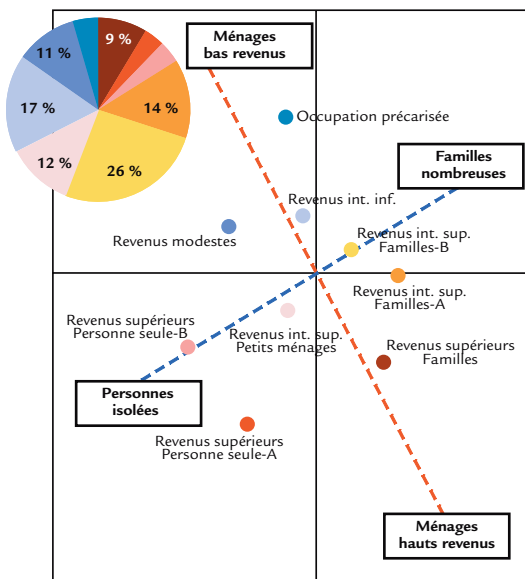 9 %
11 %
17 %
14 %
12 %
26 %
Ménages
bas revenus
Occupation précarisée
Familles
nombreuses
Revenus int. inf.
Revenus modestes
Revenus int. sup.
Familles-B
Revenus int. sup.
Familles-A
Revenus supérieurs
Personne seule-B
Revenus int. sup.
Petits ménages
Revenus supérieurs
Familles
Personnes
isolées
Revenus supérieurs
Personne seule-A
Ménages
hauts revenus